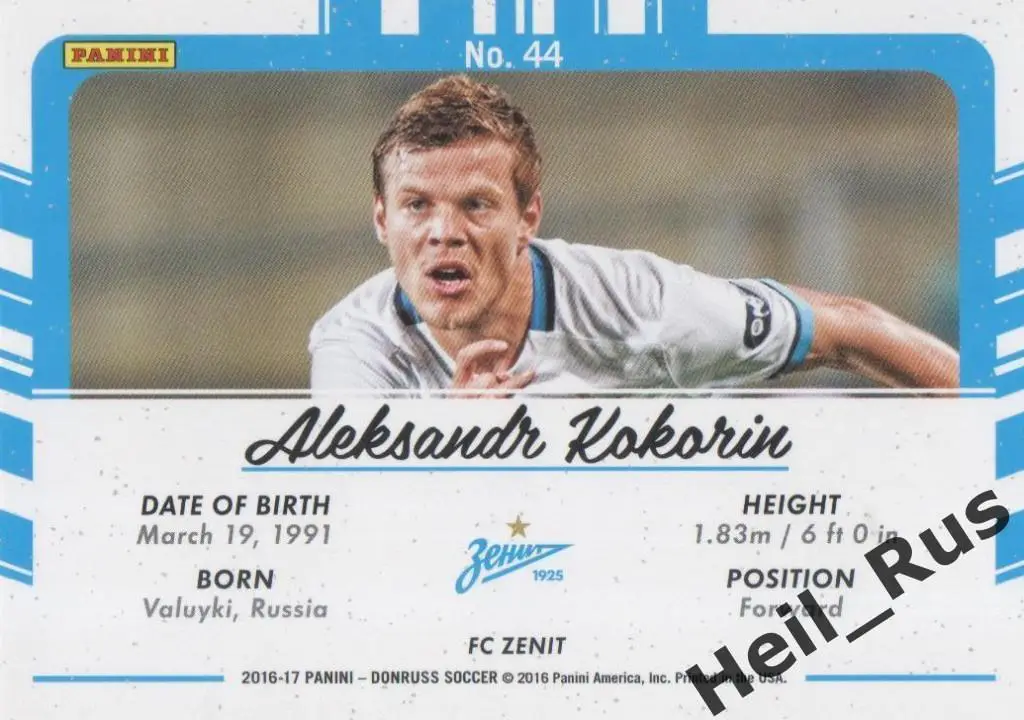 PANINI
No. 44
Aleksandr Kokorin
DATE OF BIRTH
March 19, 1991
HEIGHT
1.83m / 6 ft 0 in
BORN
Valuyki, Russia
POSITION
Forward
Зенит
1925
FC ZENIT
2016-17 PANINI – DONRUSS SOCCER © 2016 Panini America, Inc. Printed in the USA.
Heil_Rus